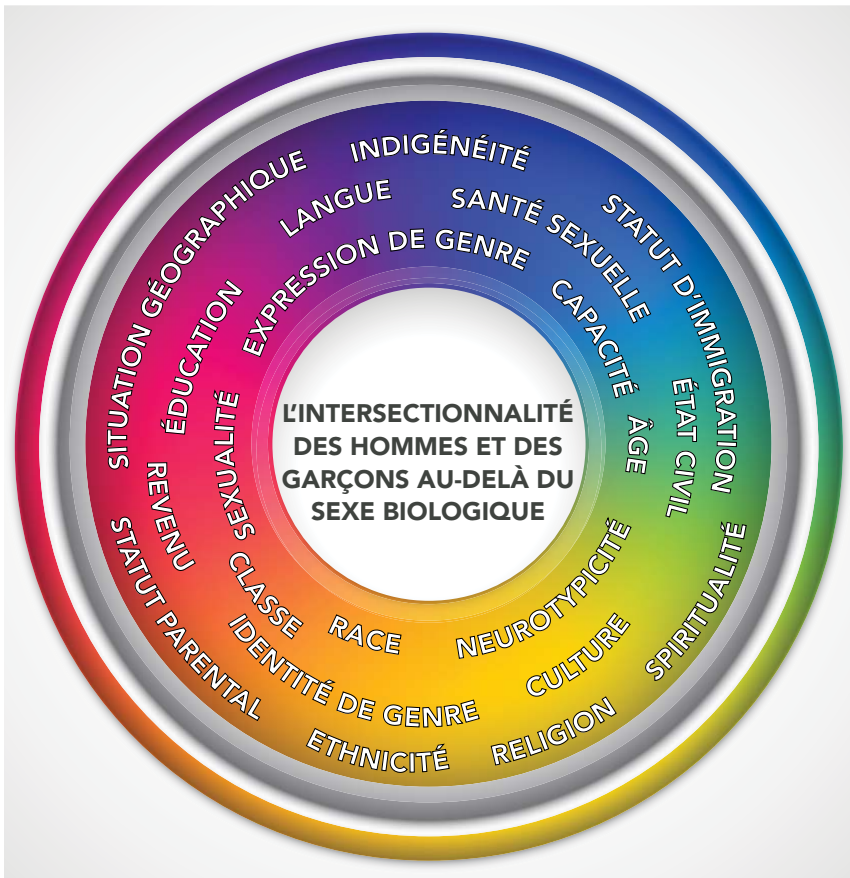 INDIGÉNÉITÉ
STATUT D'IMMIGRATION
SPIRITUALITÉ
RELIGION
ETHNICITÉ
STATUT PARENTAL
SITUATION GÉOGRAPHIQUE
LANGUE
SANTÉ SEXUELLE
ÉTAT CIVIL
CULTURE
IDENTITÉ DE GENRE
REVENU
ÉDUCATION
EXPRESSION DE GENRE
CAPACITÉ
ÂGE
NEUROTYPICITÉ
RACE
CLASSE
SEXUALITÉ
L'INTERSECTIONNALITÉ
DES HOMMES ET DES
GARÇONS AU-DELÀ DU
SEXE BIOLOGIQUE